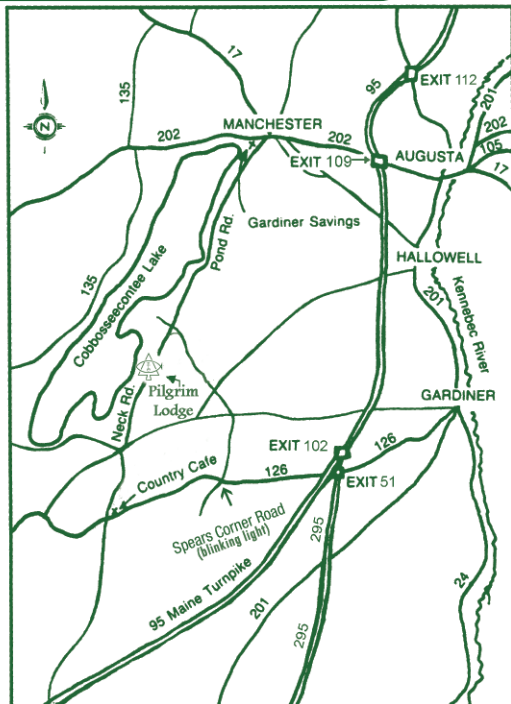 17
95
EXIT 112
135
201
N
MANCHESTER
202
202
202
EXIT 109
AUGUSTA
105
17
Gardiner Savings
Pond Rd.
HALLOWELL
Cobbosseecontee Lake
135
201
Kennebec River
Pilgrim
Lodge
Neck Rd.
GARDINER
EXIT 102
126
Country Cafe
126
EXIT 51
Spears Corner Road
(blinking light)
295
95 Maine Turnpike
201
24
295